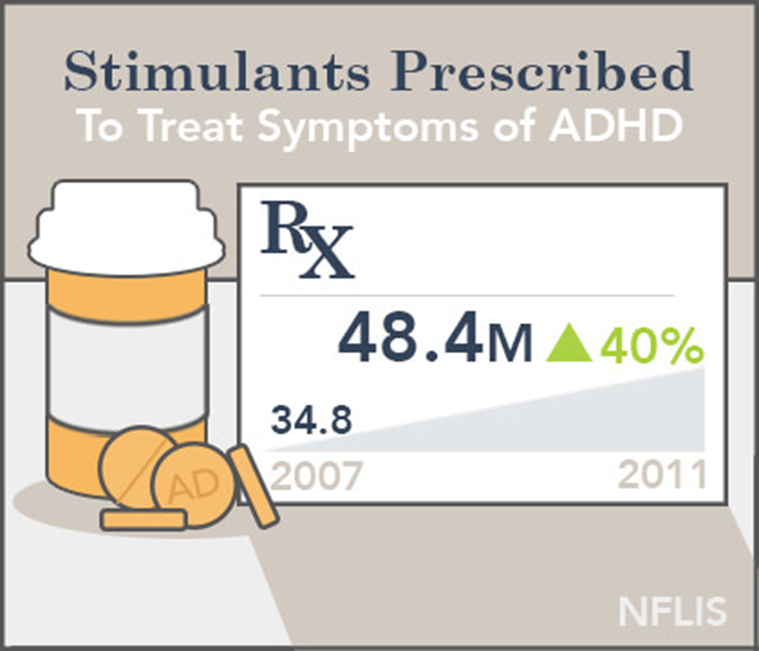 Stimulants Prescribed
To Treat Symptoms of ADHD
Rx
48.4M ▲40%
34.8
2007 2011
AD
NFLIS